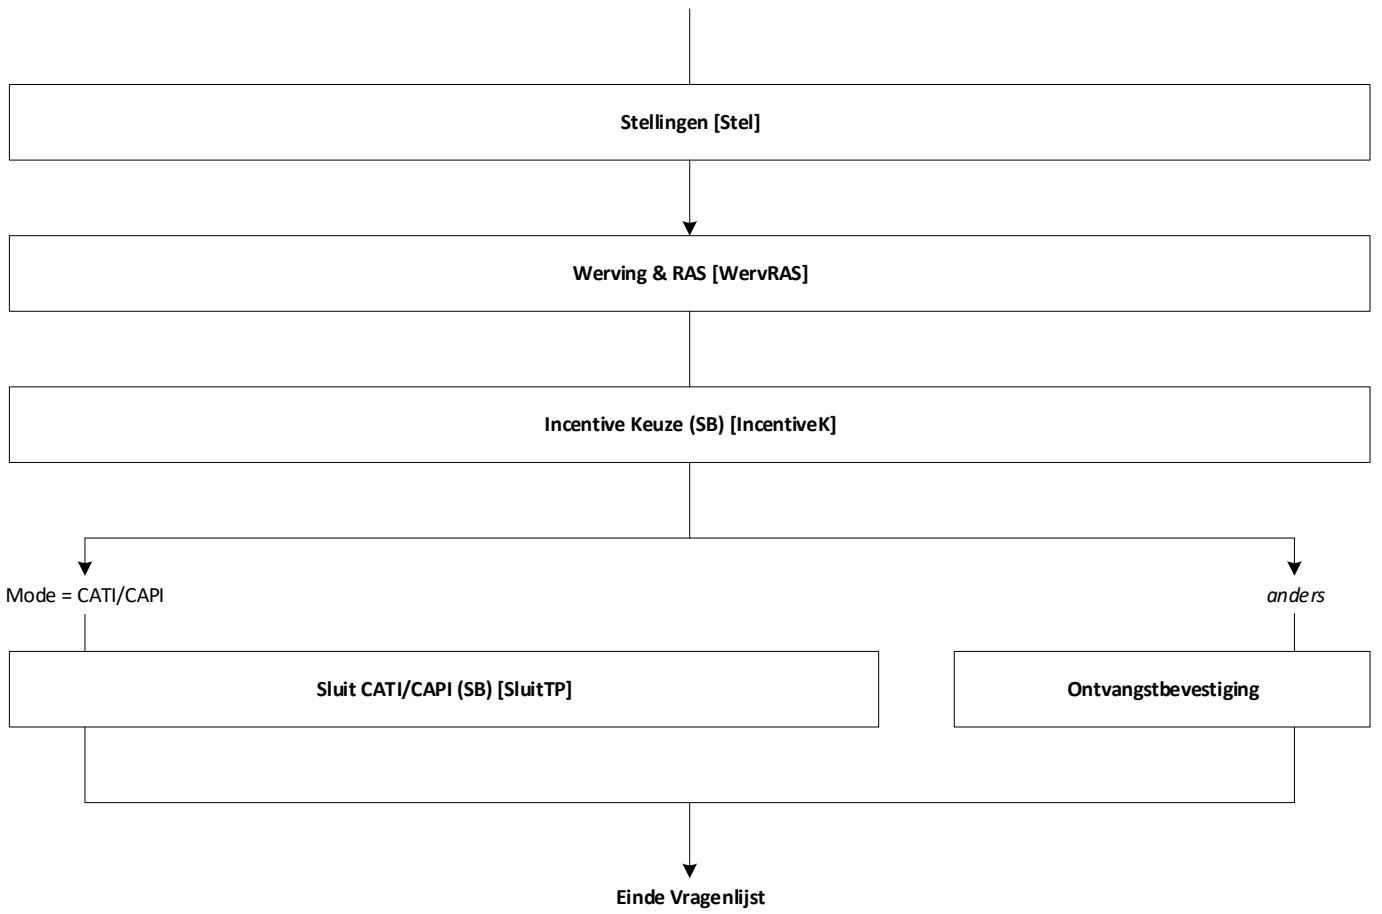 Stellingen [Stel]
Werving & RAS [WervRAS]
Incentive Keuze (SB) [IncentiveK]
Mode = CATI/CAPI
anders
Sluit CATI/CAPI (SB) [SluitTP]
Ontvangstbevestiging
Einde Vragenlijst